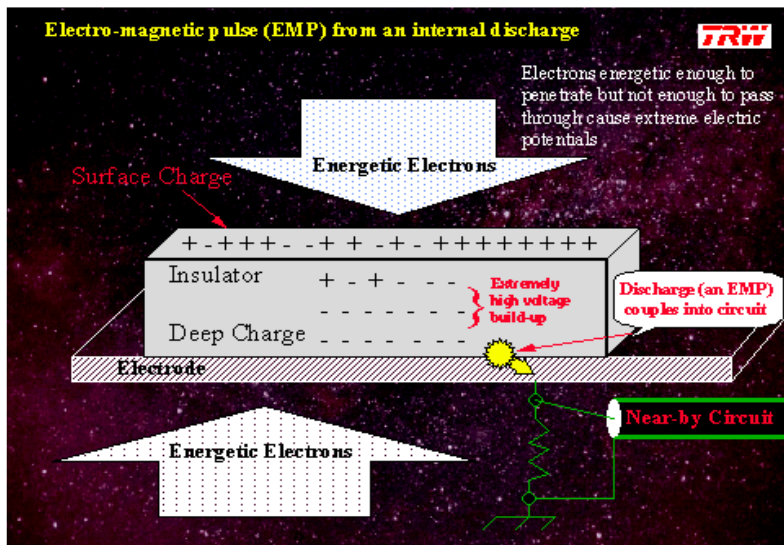 Electro-magnetic pulse (EMP) from an internal discharge
TRW
Electrons energetic enough to
penetrate but not enough to pass
through cause extreme electric
potentials
Energetic Electrons
Surface Charge
+ - + + + - - + + - + - + + + + + + + +
Insulator
+ - + - - -
Extremely
high voltage
build-up
- - - - - - -
Deep Charge
- - - - - - -
Discharge (an EMP)
couples into circuit
Electrode
Near-by Circuit
Energetic Electrons